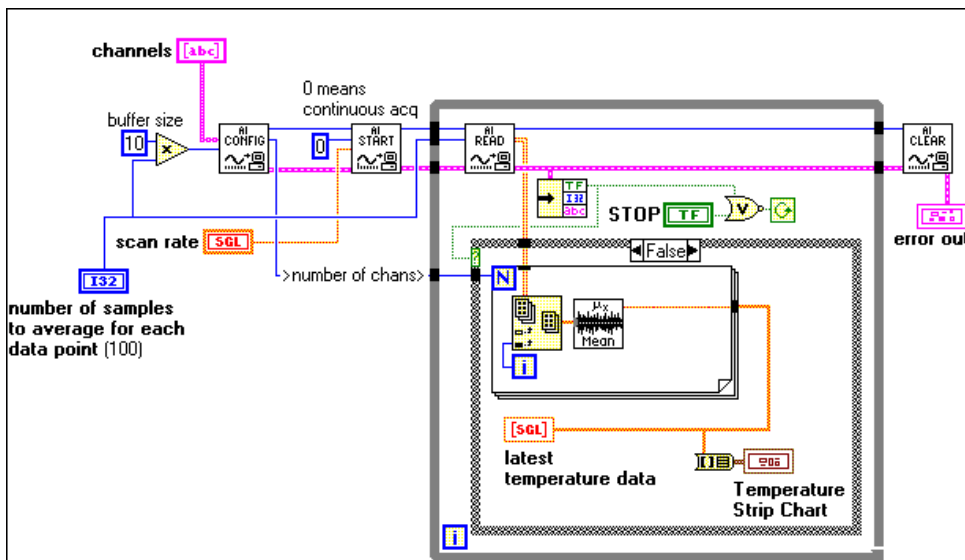 channels [abc]
0 means
continuous acq
buffer size
10
x
AI
CONFIG
0
AI
START
AI
READ
AI
CLEAR
TF
I32
abc
STOP TF
V
error out
scan rate SGL
?
False
>number of chans>
N
I32
number of samples
to average for each
data point (100)
μx
Mean
i
[SGL]
latest
temperature data
Temperature
Strip Chart
i